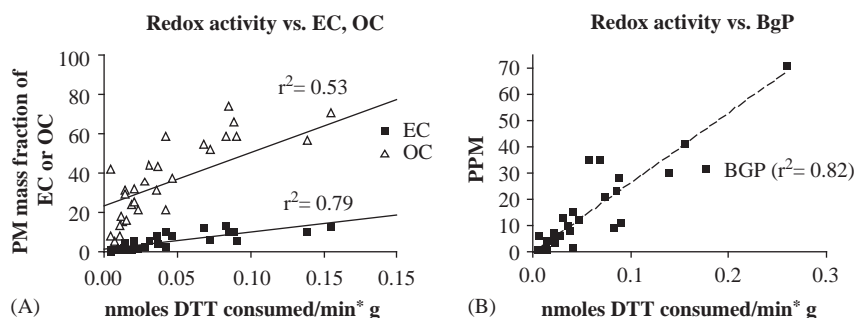 Redox activity vs. EC, OC
PM mass fraction of
EC or OC
100
80
60
40
20
0
0.00
0.05
0.10
0.15
r² = 0.53
r² = 0.79
EC
OC
(A)
nmoles DTT consumed/min* g
Redox activity vs. BgP
PPM
70
60
50
40
30
20
10
0
0.0
0.1
0.2
0.3
BGP (r² = 0.82)
(B)
nmoles DTT consumed/min* g